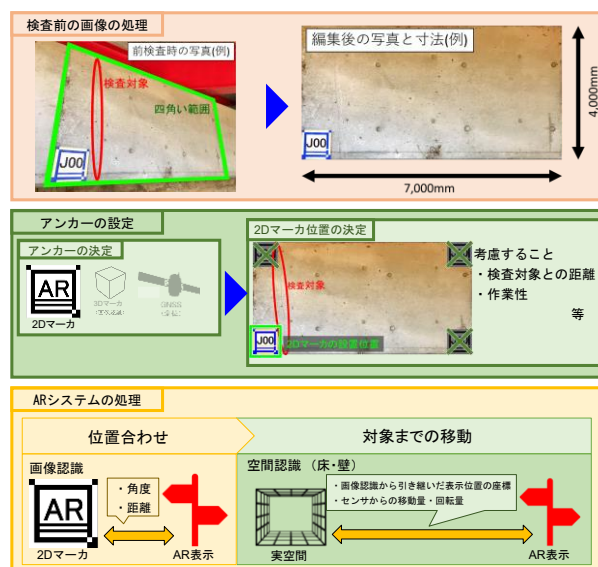 検査前の画像の処理
前検査時の写真(例)
検査対象
四角い範囲
J00
編集後の写真と寸法(例)
J00
4,000mm
7,000mm
アンカーの設定
アンカーの決定
AR
2Dマーカ
3Dマーカ
GNSS
2Dマーカ位置の決定
検査対象
J00
2Dマーカの設置位置
考慮すること
・検査対象との距離
・作業性
等
ARシステムの処理
位置合わせ
対象までの移動
画像認識
AR
2Dマーカ
・角度
・距離
AR表示
空間認識（床・壁）
・画像認識から引き継いだ表示位置の座標
・センサからの移動量・回転量
実空間
AR表示